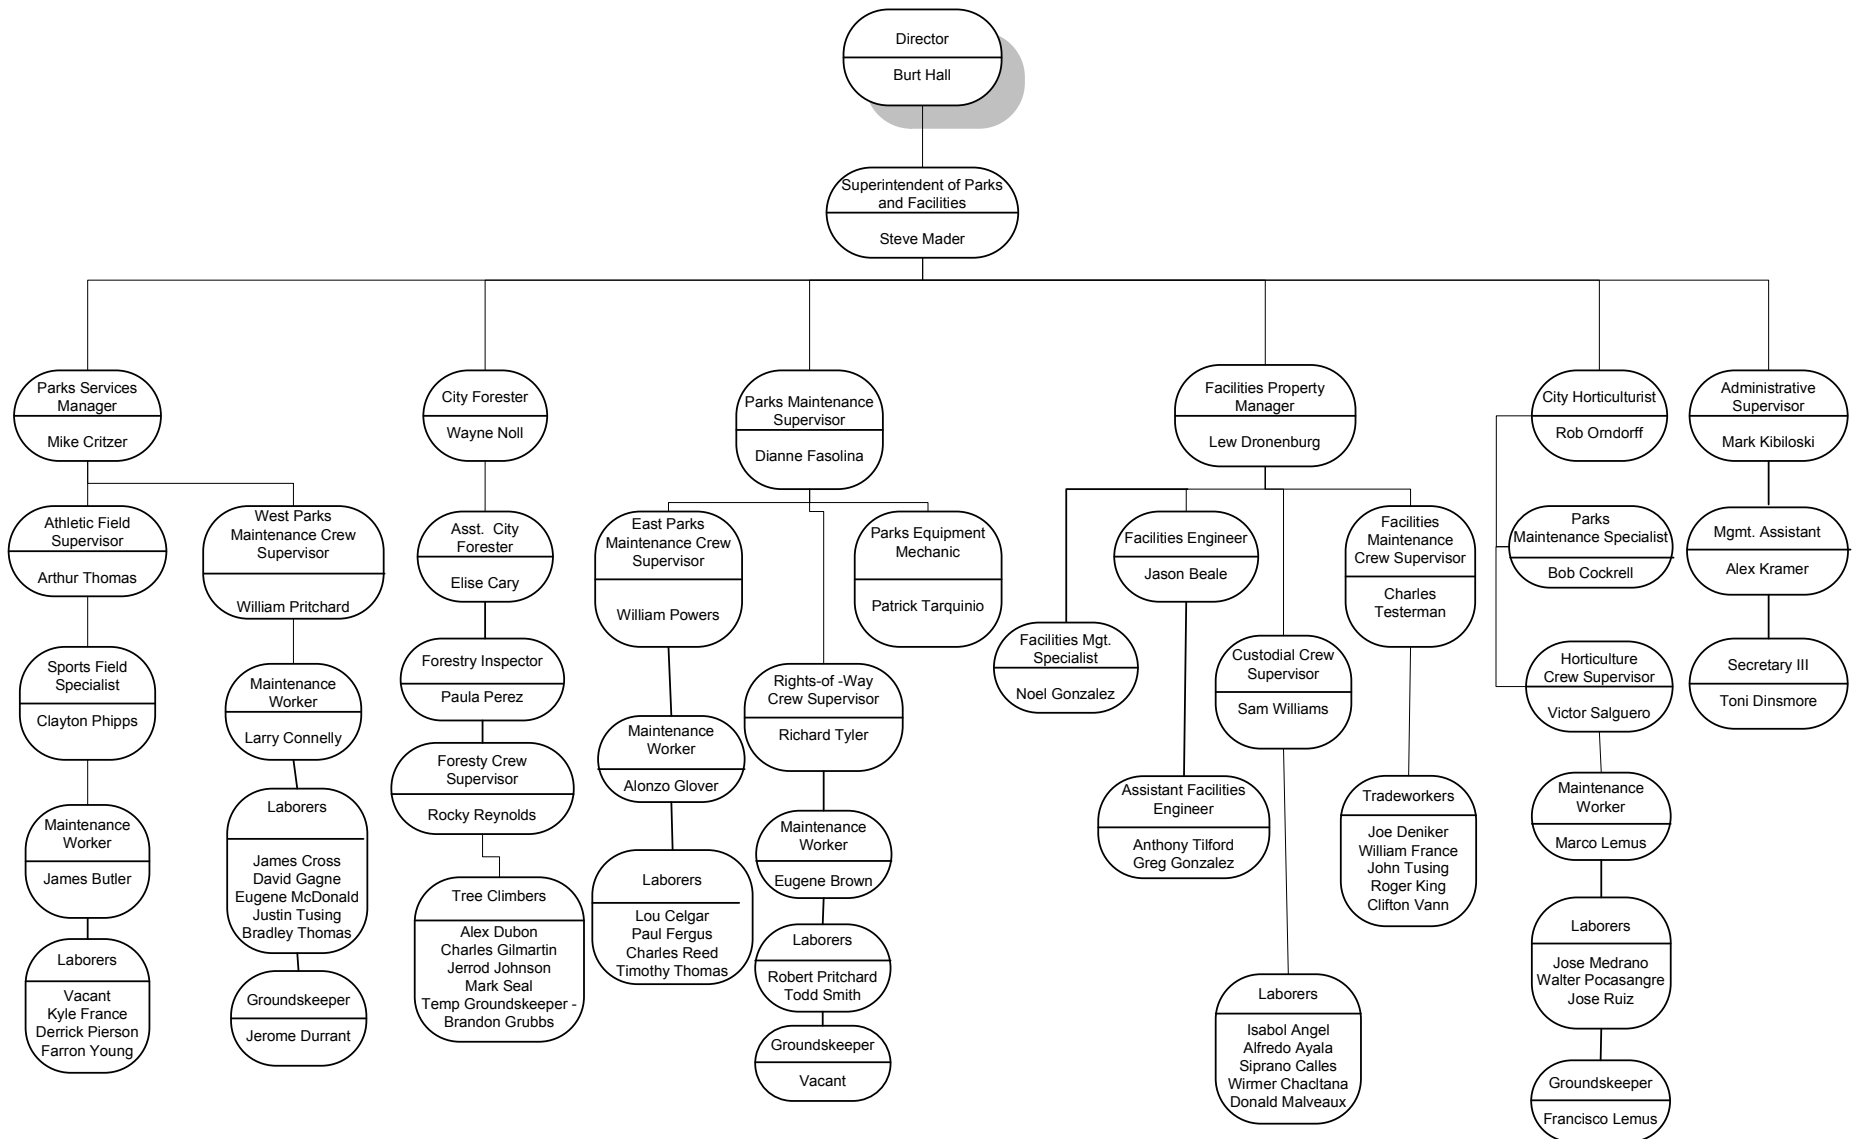 Director
Burt Hall
Superintendent of Parks
and Facilities
Steve Mader
Parks Services
Manager
Mike Critzer
City Forester
Wayne Noll
Parks Maintenance
Supervisor
Dianne Fasolina
Facilities Property
Manager
Lew Dronenburg
City Horticulturist
Rob Orndorff
Administrative
Supervisor
Mark Kibiloski
Athletic Field
Supervisor
Arthur Thomas
West Parks
Maintenance Crew
Supervisor
William Pritchard
Asst. City
Forester
Elise Cary
East Parks
Maintenance Crew
Supervisor
William Powers
Parks Equipment
Mechanic
Patrick Tarquinio
Facilities Engineer
Jason Beale
Facilities
Maintenance
Crew Supervisor
Charles
Testerman
Parks
Maintenance Specialist
Bob Cockrell
Mgmt. Assistant
Alex Kramer
Sports Field
Specialist
Clayton Phipps
Maintenance
Worker
Larry Connelly
Forestry Inspector
Paula Perez
Rights-of -Way
Crew Supervisor
Richard Tyler
Facilities Mgt.
Specialist
Noel Gonzalez
Custodial Crew
Supervisor
Sam Williams
Horticulture
Crew Supervisor
Victor Salguero
Secretary III
Toni Dinsmore
Maintenance
Worker
James Butler
Laborers
James Cross
David Gagne
Eugene McDonald
Justin Tusing
Bradley Thomas
Foresty Crew
Supervisor
Rocky Reynolds
Maintenance
Worker
Alonzo Glover
Maintenance
Worker
Eugene Brown
Assistant Facilities
Engineer
Anthony Tilford
Greg Gonzalez
Tradeworkers
Joe Deniker
William France
John Tusing
Roger King
Clifton Vann
Maintenance
Worker
Marco Lemus
Laborers
Vacant
Kyle France
Derrick Pierson
Farron Young
Groundskeeper
Jerome Durrant
Tree Climbers
Alex Dubon
Charles Gilmartin
Jerrod Johnson
Mark Seal
Temp Groundskeeper -
Brandon Grubbs
Laborers
Lou Celgar
Paul Fergus
Charles Reed
Timothy Thomas
Laborers
Robert Pritchard
Todd Smith
Groundskeeper
Vacant
Laborers
Isabol Angel
Alfredo Ayala
Siprano Calles
Wirmer Chacltana
Donald Malveaux
Laborers
Jose Medrano
Walter Pocasangre
Jose Ruiz
Groundskeeper
Francisco Lemus